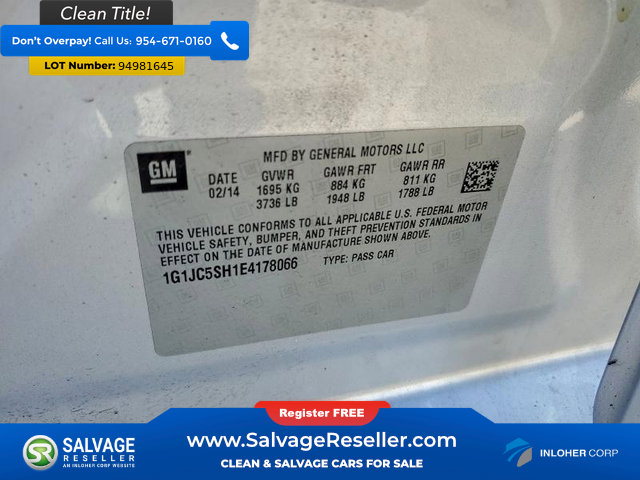 Clean Title!
Don't Overpay! Call Us: 954-671-0160
LOT Number: 94981645
GM
MFD BY GENERAL MOTORS LLC
DATE GVWR GAWR FRT GAWR RR
02/14 1695 KG 884 KG 811 KG
3736 LB 1948 LB 1788 LB
THIS VEHICLE CONFORMS TO ALL APPLICABLE U.S. FEDERAL MOTOR
VEHICLE SAFETY, BUMPER, AND THEFT PREVENTION STANDARDS
IN EFFECT ON THE DATE OF MANUFACTURE SHOWN ABOVE.
1G1JC5SH1E4178066 TYPE: PASS CAR
Register FREE
SALVAGE
RESELLER
AN INLOHER CORP WEBSITE
www.SalvageReseller.com
CLEAN & SALVAGE CARS FOR SALE
INLOHER CORP